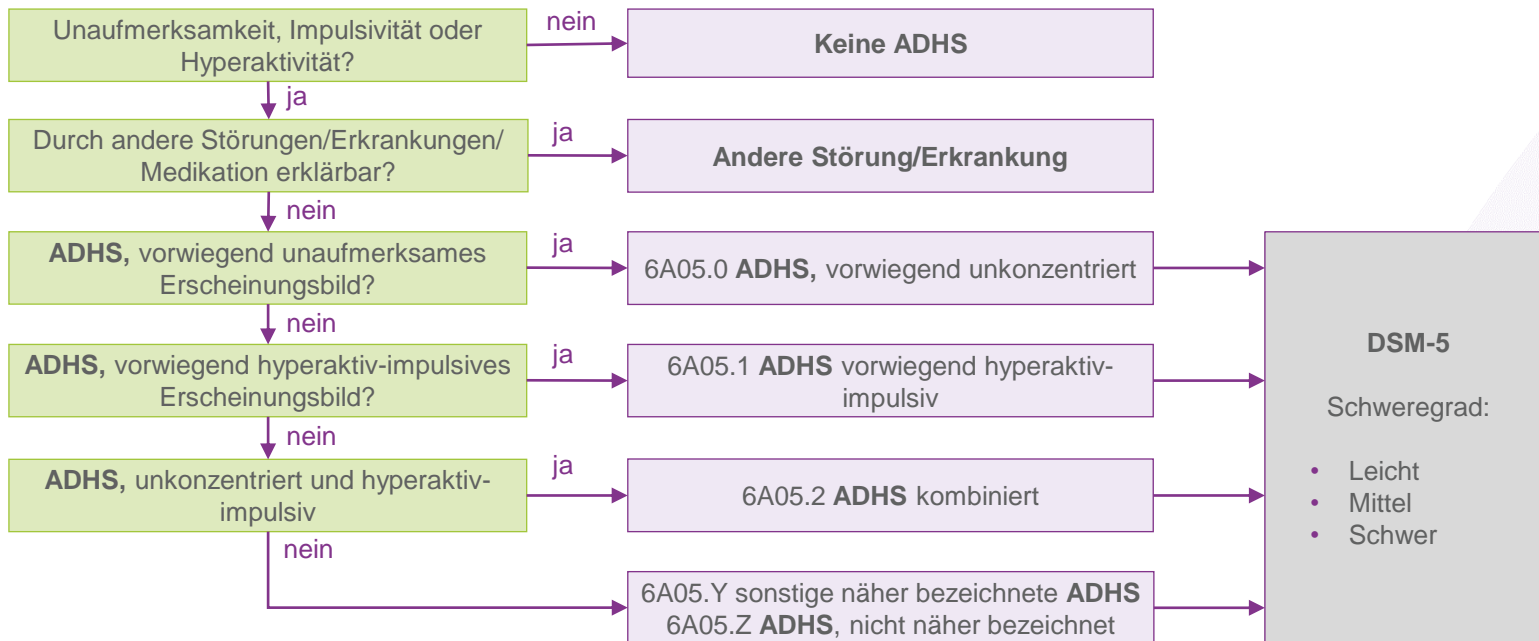 Unaufmerksamkeit, Impulsivität oder
Hyperaktivität?
nein
Keine ADHS
ja
Durch andere Störungen/Erkrankungen/
Medikation erklärbar?
ja
Andere Störung/Erkrankung
nein
ADHS, vorwiegend unaufmerksames
Erscheinungsbild?
ja
6A05.0 ADHS, vorwiegend unkonzentriert
nein
ADHS, vorwiegend hyperaktiv-impulsives
Erscheinungsbild?
ja
6A05.1 ADHS vorwiegend hyperaktiv-
impulsiv
nein
ADHS, unkonzentriert und hyperaktiv-
impulsiv
ja
6A05.2 ADHS kombiniert
nein
6A05.Y sonstige näher bezeichnete ADHS
6A05.Z ADHS, nicht näher bezeichnet
DSM-5
Schweregrad:
• Leicht
• Mittel
• Schwer